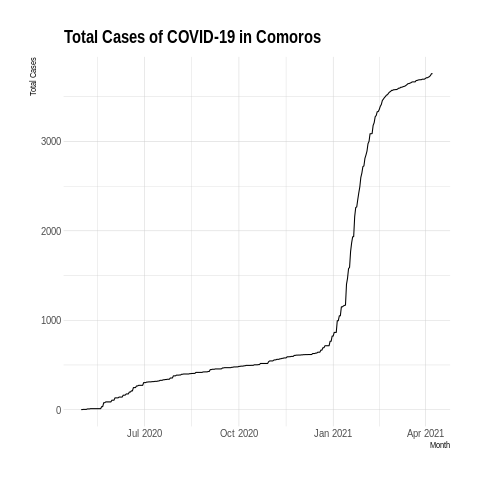 Total Cases of COVID-19 in Comoros
Total Cases
3000
2000
1000
0
Jul 2020 Oct 2020 Jan 2021 Apr 2021
Month